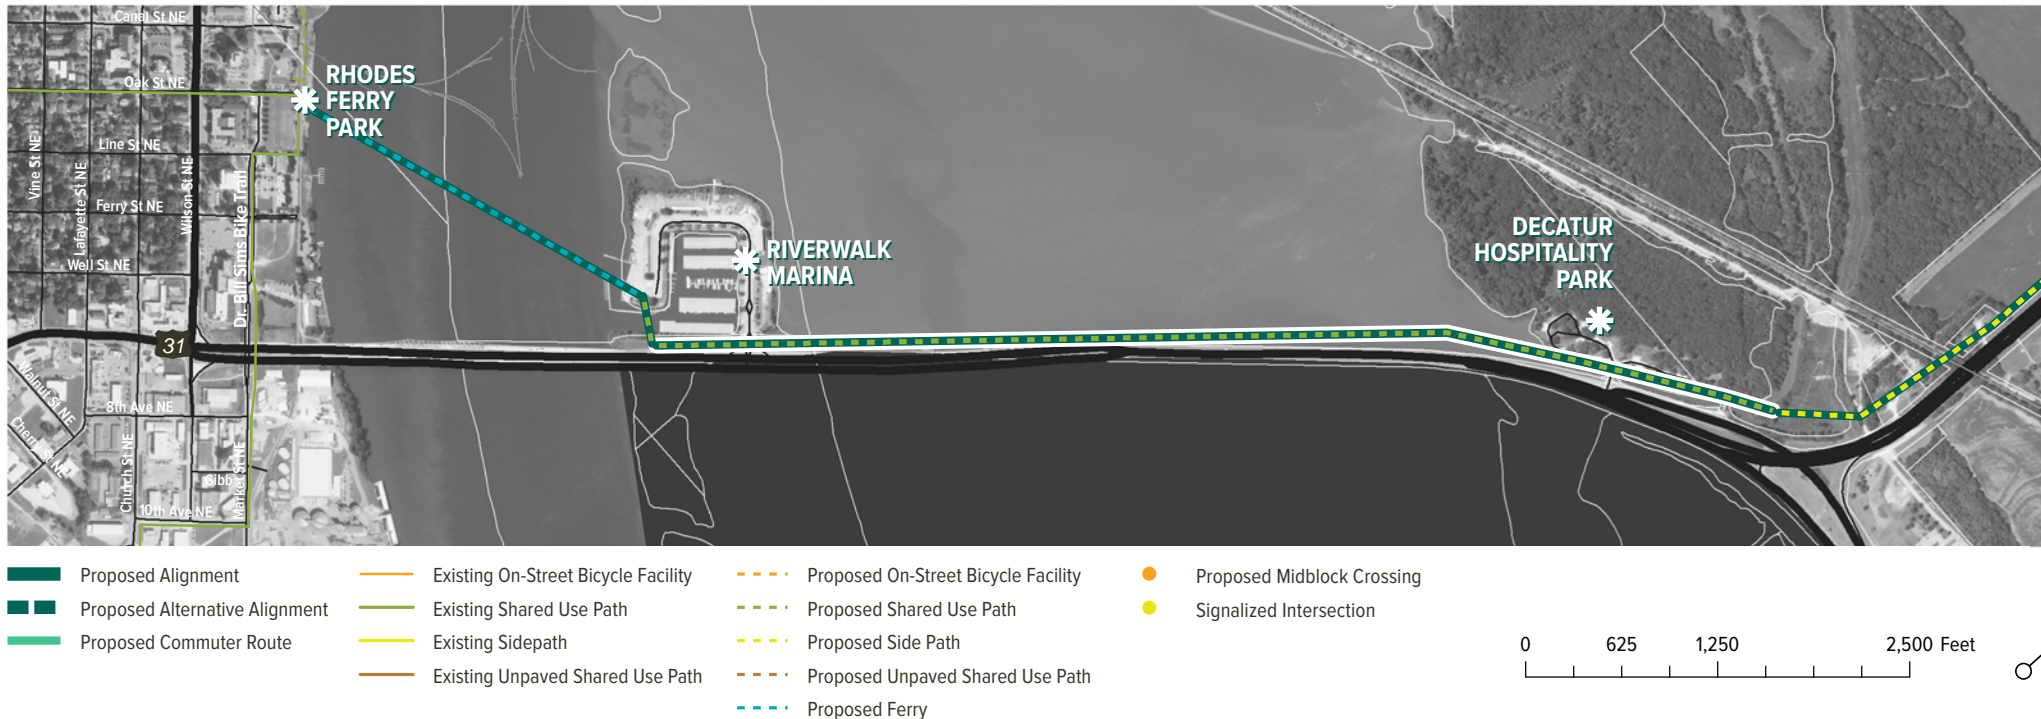 Canal St NE
Oak St NE
Line St NE
Ferry St NE
Well St NE
Vine St NE
Lafayette St NE
Wilson St NE
Dr. Bill Sims Bike Trail
RHODES
FERRY
PARK
RIVERWALK
MARINA
DECATUR
HOSPITALITY
PARK
31
Walnut St NE
Cherry St NE
8th Ave NE
Church St NE
Gibb
Market St NE
10th Ave NE
Proposed Alignment
Proposed Alternative Alignment
Proposed Commuter Route
Existing On-Street Bicycle Facility
Existing Shared Use Path
Existing Sidepath
Existing Unpaved Shared Use Path
Proposed On-Street Bicycle Facility
Proposed Shared Use Path
Proposed Side Path
Proposed Unpaved Shared Use Path
Proposed Ferry
Proposed Midblock Crossing
Signalized Intersection
0 625 1,250 2,500 Feet